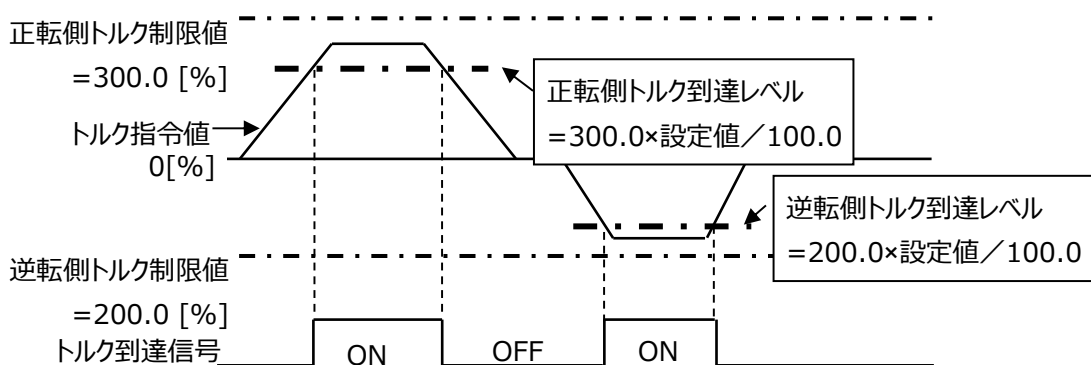 正転側トルク制限値
=300.0 [%]
トルク指令値
0[%]
正転側トルク到達レベル
=300.0×設定値／100.0
逆転側トルク到達レベル
=200.0×設定値／100.0
逆転側トルク制限値
=200.0 [%]
トルク到達信号
ON
OFF
ON